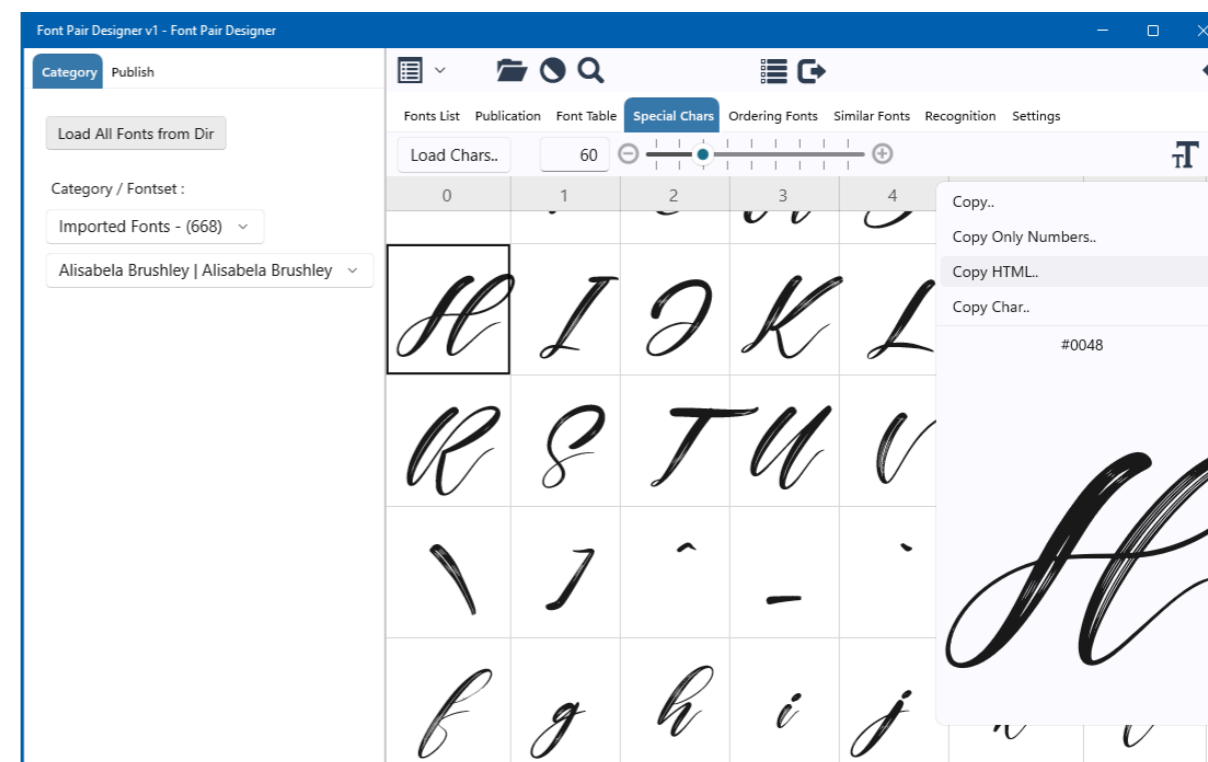 Font Pair Designer v1 - Font Pair Designer
Category Publish
Load All Fonts from Dir
Category / Fontset :
Imported Fonts - (668)
Alisabela Brushley | Alisabela Brushley
Fonts List Publication Font Table Special Chars Ordering Fonts Similar Fonts Recognition Settings
Load Chars.. 60
0 1 2 3 4
H I J K L
R S T U V
\ ] ^ _ `
f g h i j
Copy..
Copy Only Numbers..
Copy HTML..
Copy Char..
#0048
H